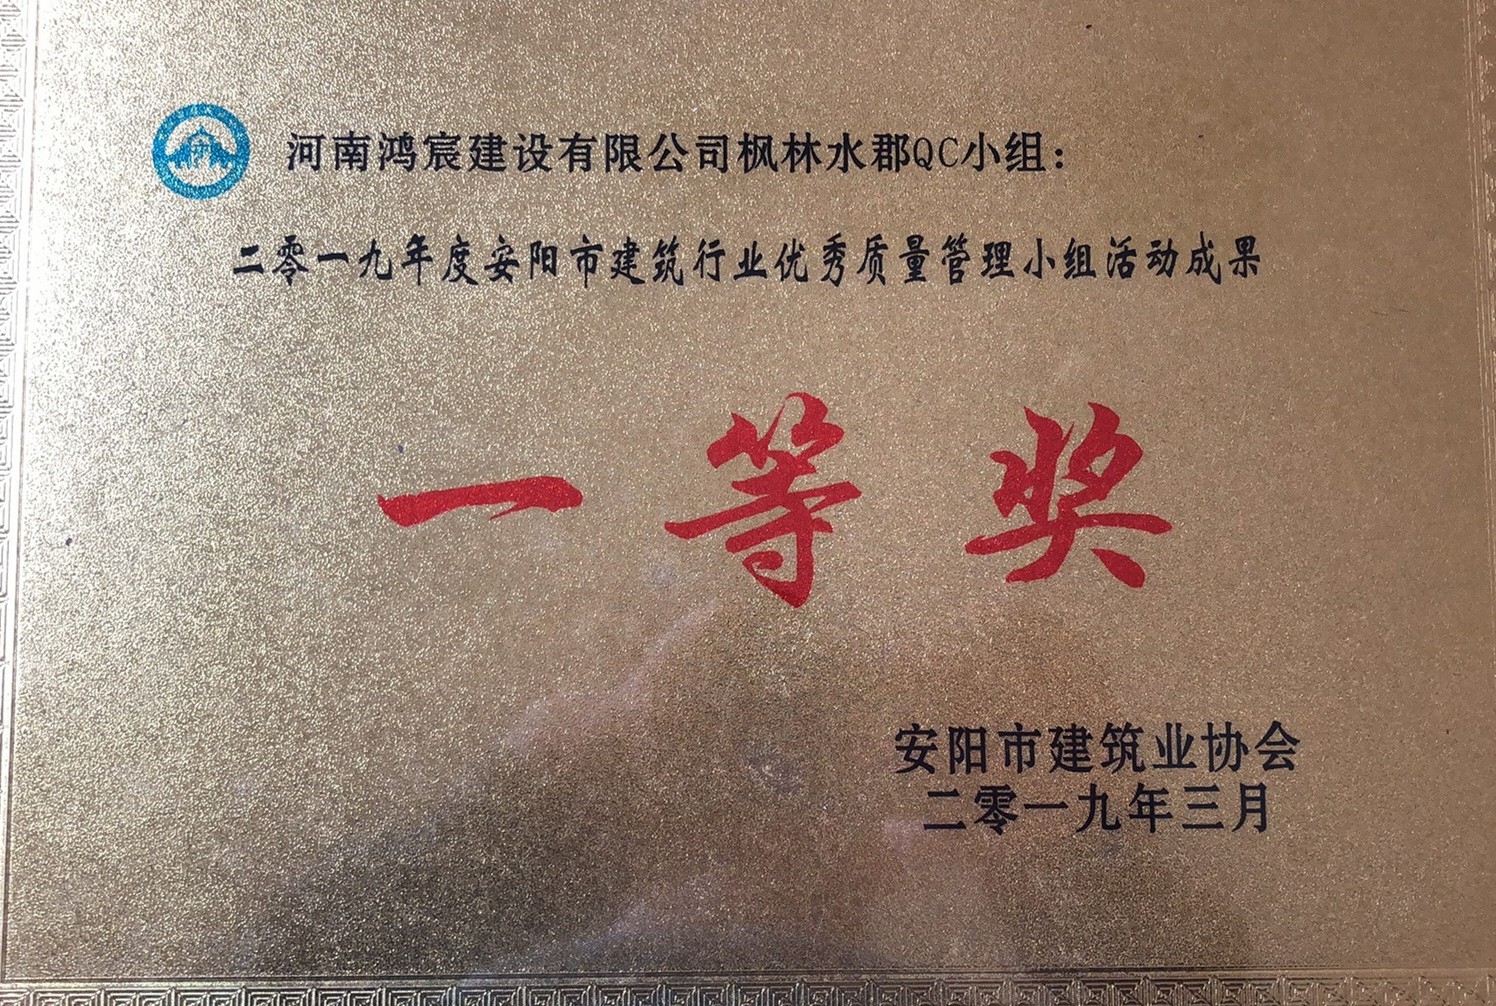 河南鸿宸建设有限公司枫林水郡QC小组：
二零一九年度安阳市建筑行业优秀质量管理小组活动成果
一等奖
安阳市建筑业协会
二零一九年三月